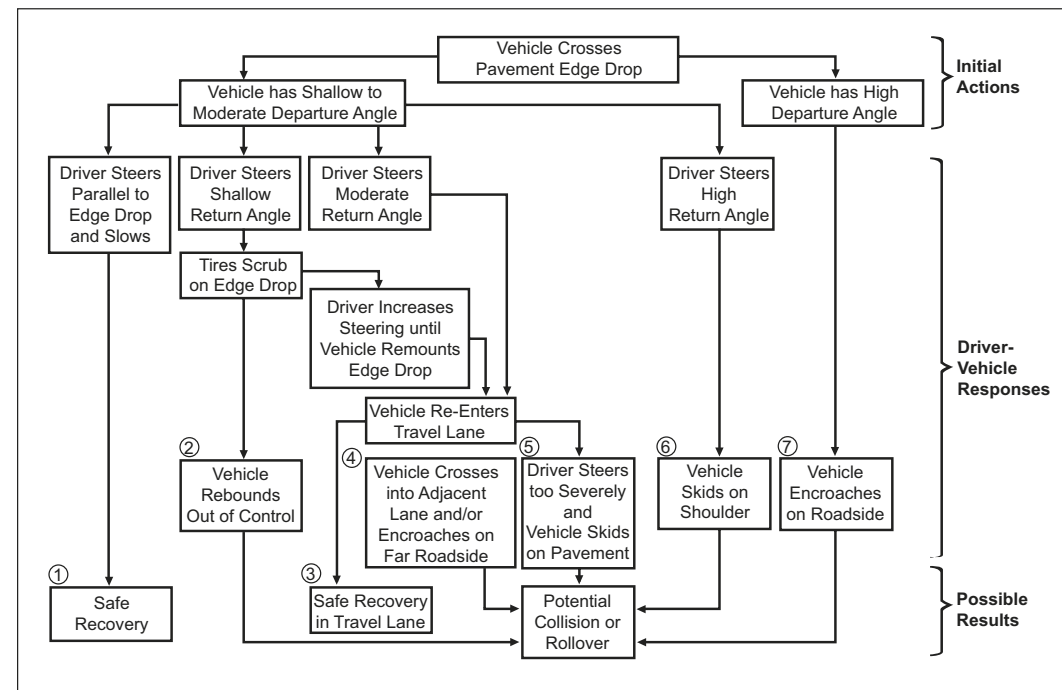 Vehicle Crosses
Pavement Edge Drop
Initial
Actions
Vehicle has Shallow to
Moderate Departure Angle
Vehicle has High
Departure Angle
Driver Steers
Parallel to
Edge Drop
and Slows
Driver Steers
Shallow
Return Angle
Driver Steers
Moderate
Return Angle
Driver Steers
High
Return Angle
Tires Scrub
on Edge Drop
Driver Increases
Steering until
Vehicle Remounts
Edge Drop
Driver-
Vehicle
Responses
Vehicle Re-Enters
Travel Lane
2
Vehicle
Rebounds
Out of Control
4
Vehicle Crosses
into Adjacent
Lane and/or
Encroaches on
Far Roadside
5
Driver Steers
too Severely
and
Vehicle Skids
on Pavement
6
Vehicle
Skids on
Shoulder
7
Vehicle
Encroaches
on Roadside
1
Safe
Recovery
3
Safe Recovery
in Travel Lane
Potential
Collision or
Rollover
Possible
Results